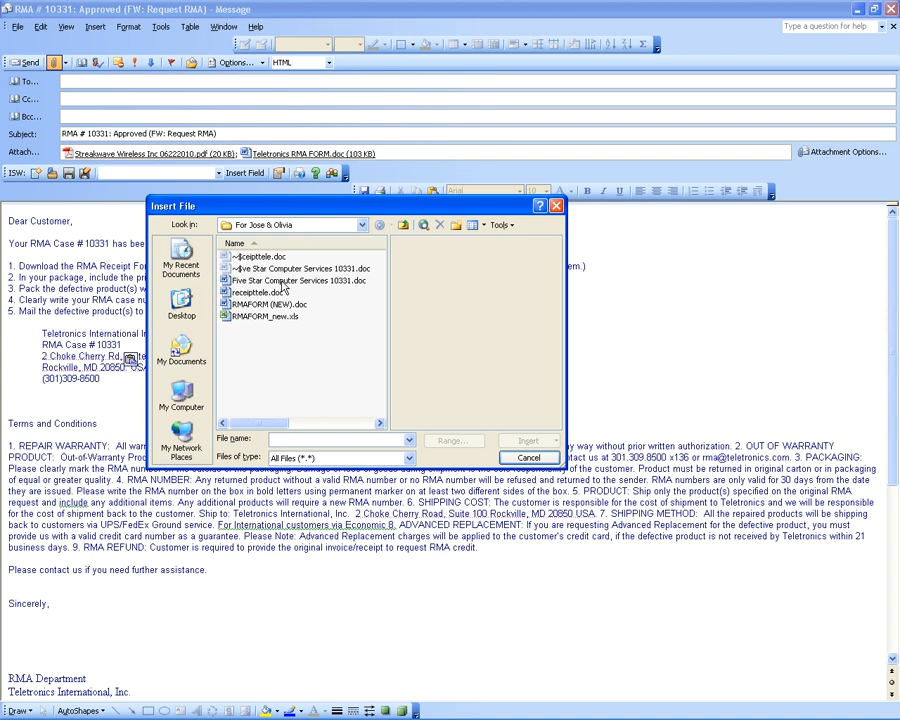 RMA # 10331: Approved (FW: Request RMA) - Message
File Edit View Insert Format Tools Table Window Help
Type a question for help
Send Options... HTML
To...
Cc...
Bcc...
Subject: RMA # 10331: Approved (FW: Request RMA)
Attach... Streakwave Wireless Inc 06222010.pdf (20 KB); Teletronics RMA FORM.doc (103 KB) Attachment Options...
ISW: Insert Field
Arial 10 B I U
Insert File
Look in: For Jose & Olivia Tools
Name
~$ceipttele.doc
~$ve Star Computer Services 10331.doc
Five Star Computer Services 10331.doc
receipttele.doc
RMAFORM (NEW).doc
RMAFORM_new.xls
My Recent
Documents
Desktop
My Documents
My Computer
My Network
Places
File name: Range... Insert
Files of type: All Files (*.*) Cancel
Dear Customer,
Your RMA Case # 10331 has bee
1. Download the RMA Receipt For em.)
2. In your package, include the pri
3. Pack the defective product(s) w
4. Clearly write your RMA case nu
5. Mail the defective product(s) to
Teletronics International I
RMA Case # 10331
2 Choke Cherry Rd, te
Rockville, MD 20850. USA
(301)309-8500
Terms and Conditions
1. REPAIR WARRANTY: All warr y way without prior written authorization. 2. OUT OF WARRANTY
PRODUCT: Out-of-Warranty Pro tact us at 301.309.8500 x136 or rma@teletronics.com. 3. PACKAGING:
Please clearly mark the RMA num customer. Product must be returned in original carton or in packaging
of equal or greater quality. 4. RMA NUMBER: Any returned product without a valid RMA number or no RMA number will be refused and returned to the sender. RMA numbers are only valid for 30 days from the date
they are issued. Please write the RMA number on the box in bold letters using permanent marker on at least two different sides of the box. 5. PRODUCT: Ship only the product(s) specified on the original RMA
request and include any additional items. Any additional products will require a new RMA number. 6. SHIPPING COST: The customer is responsible for the cost of shipment to Teletronics and we will be responsible
for the cost of shipment back to the customer. Ship to: Teletronics International, Inc. 2 Choke Cherry Road, Suite 100 Rockville, MD 20850 USA. 7. SHIPPING METHOD: All the repaired products will be shipping
back to customers via UPS/FedEx Ground service. For International customers via Economic 8. ADVANCED REPLACEMENT: If you are requesting Advanced Replacement for the defective product, you must
provide us with a valid credit card number as a guarantee. Please Note: Advanced Replacement charges will be applied to the customer's credit card, if the defective product is not received by Teletronics within 21
business days. 9. RMA REFUND: Customer is required to provide the original invoice/receipt to request RMA credit.
Please contact us if you need further assistance.
Sincerely,
RMA Department
Teletronics International, Inc.
Draw AutoShapes